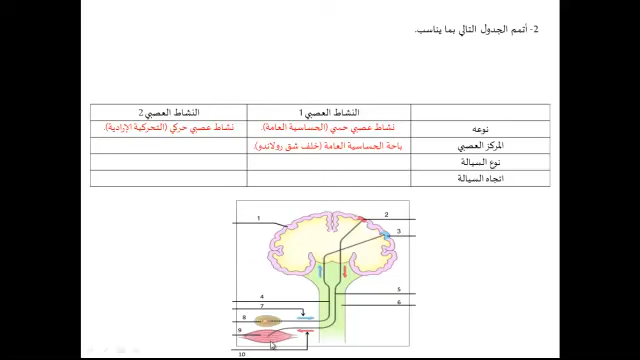 2- أتمم الجدول التالي بما يناسب.
النشاط العصبي 1 النشاط العصبي 2
نوعه نشاط عصبي حسي (الحساسية العامة). نشاط عصبي حركي (التحركية الإرادية).
المركز العصبي باحة الحساسية العامة (خلف شق رولاندو).
نوع السيالة
اتجاه السيالة
1
2
3
4
5
6
7
8
9
10